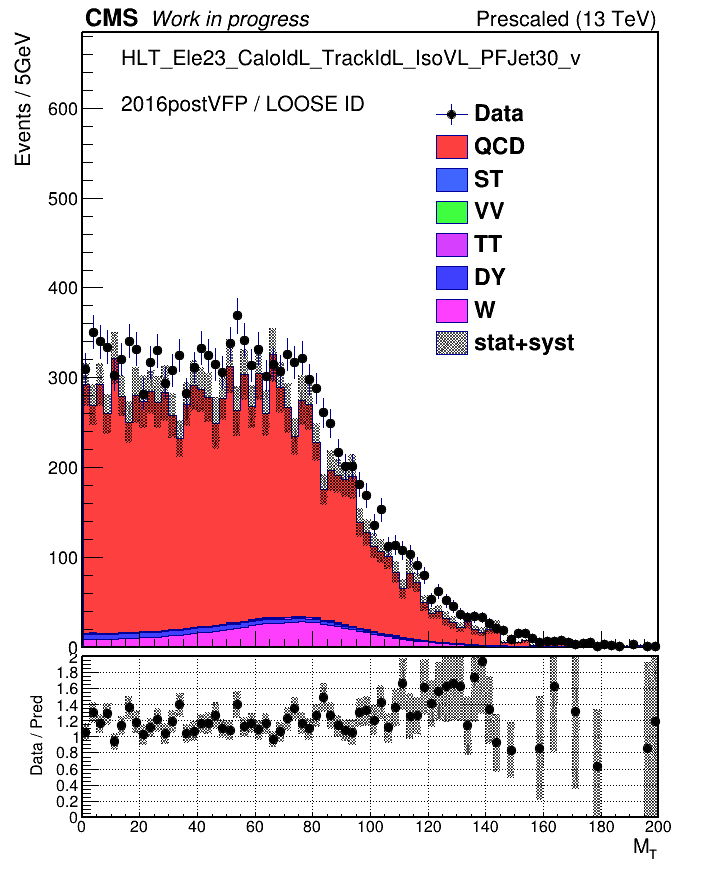 CMS Work in progress Prescaled (13 TeV)
Events / 5GeV
HLT_Ele23_CaloIdL_TrackIdL_IsoVL_PFJet30_v
2016postVFP / LOOSE ID
Data
QCD
ST
VV
TT
DY
W
stat+syst
600
500
400
300
200
100
0
Data / Pred
2
1.8
1.6
1.4
1.2
1
0.8
0.6
0.4
0.2
0
0 20 40 60 80 100 120 140 160 180 200
M_T